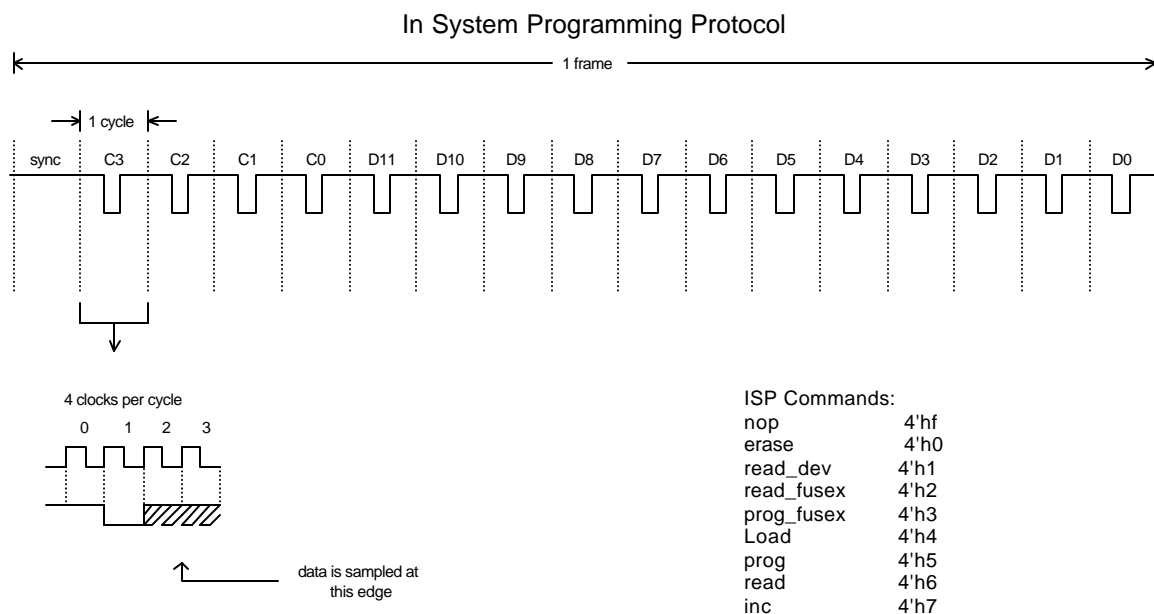 In System Programming Protocol
1 frame
1 cycle
sync C3 C2 C1 C0 D11 D10 D9 D8 D7 D6 D5 D4 D3 D2 D1 D0
4 clocks per cycle
0 1 2 3
data is sampled at
this edge
ISP Commands:
nop 4'hf
erase 4'h0
read_dev 4'h1
read_fusex 4'h2
prog_fusex 4'h3
Load 4'h4
prog 4'h5
read 4'h6
inc 4'h7